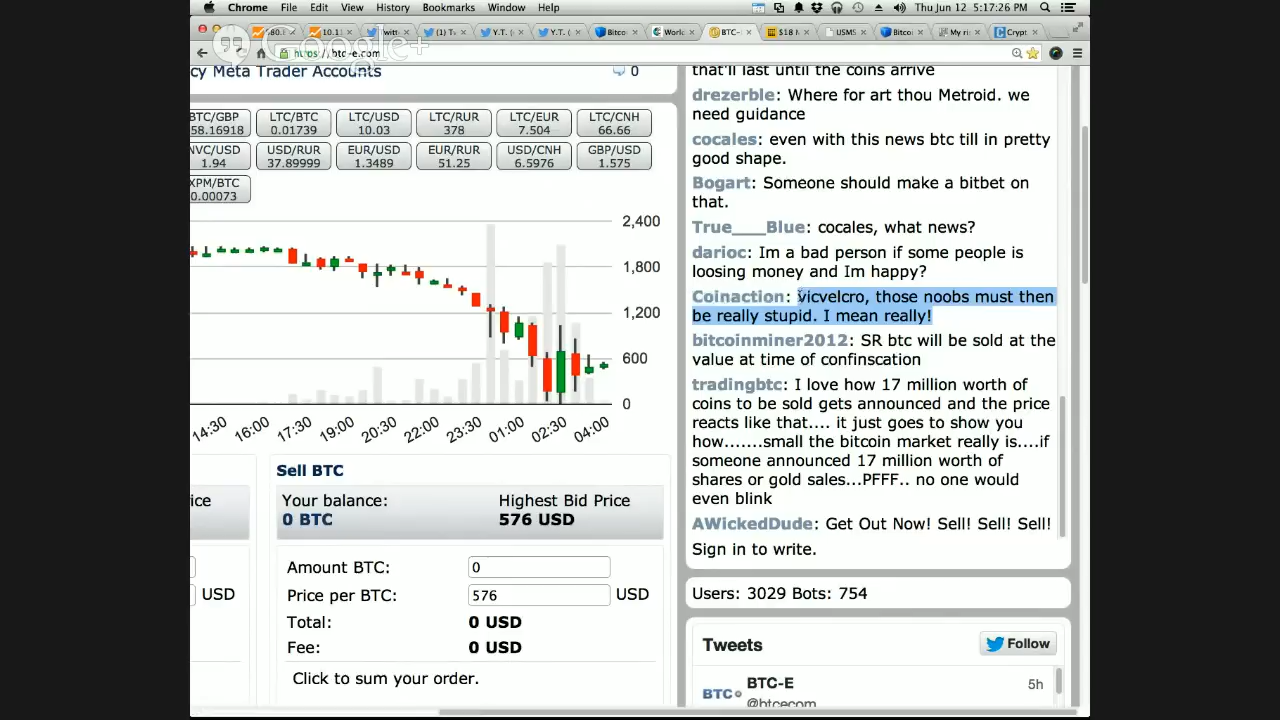 Chrome File Edit View History Bookmarks Window Help
Thu Jun 12 5:17:26 PM
Google+
https://btc-e.com
cy Meta Trader Accounts
0
BTC/GBP
58.16918
LTC/BTC
0.01739
LTC/USD
10.03
LTC/RUR
378
LTC/EUR
7.504
LTC/CNH
66.66
NVC/USD
1.94
USD/RUR
37.89999
EUR/USD
1.3489
EUR/RUR
51.25
USD/CNH
6.5976
GBP/USD
1.575
XPM/BTC
0.00073
2,400
1,800
1,200
600
0
14:30 16:00 17:30 19:00 20:30 22:00 23:30 01:00 02:30 04:00
ice
USD
Sell BTC
Your balance:
0 BTC
Highest Bid Price
576 USD
Amount BTC: 0
Price per BTC: 576 USD
Total: 0 USD
Fee: 0 USD
Click to sum your order.
that'll last until the coins arrive
drezerble: Where for art thou Metroid. we
need guidance
cocales: even with this news btc till in pretty
good shape.
Bogart: Someone should make a bitbet on
that.
True___Blue: cocales, what news?
darioc: Im a bad person if some people is
loosing money and Im happy?
Coinaction: vicvelcro, those noobs must then
be really stupid. I mean really!
bitcoinminer2012: SR btc will be sold at the
value at time of confinscation
tradingbtc: I love how 17 million worth of
coins to be sold gets announced and the price
reacts like that.... it just goes to show you
how.......small the bitcoin market really is....if
someone announced 17 million worth of
shares or gold sales...PFFF.. no one would
even blink
AWickedDude: Get Out Now! Sell! Sell! Sell!
Sign in to write.
Users: 3029 Bots: 754
Tweets
Follow
BTC-E
5h
BTC
@btcecom